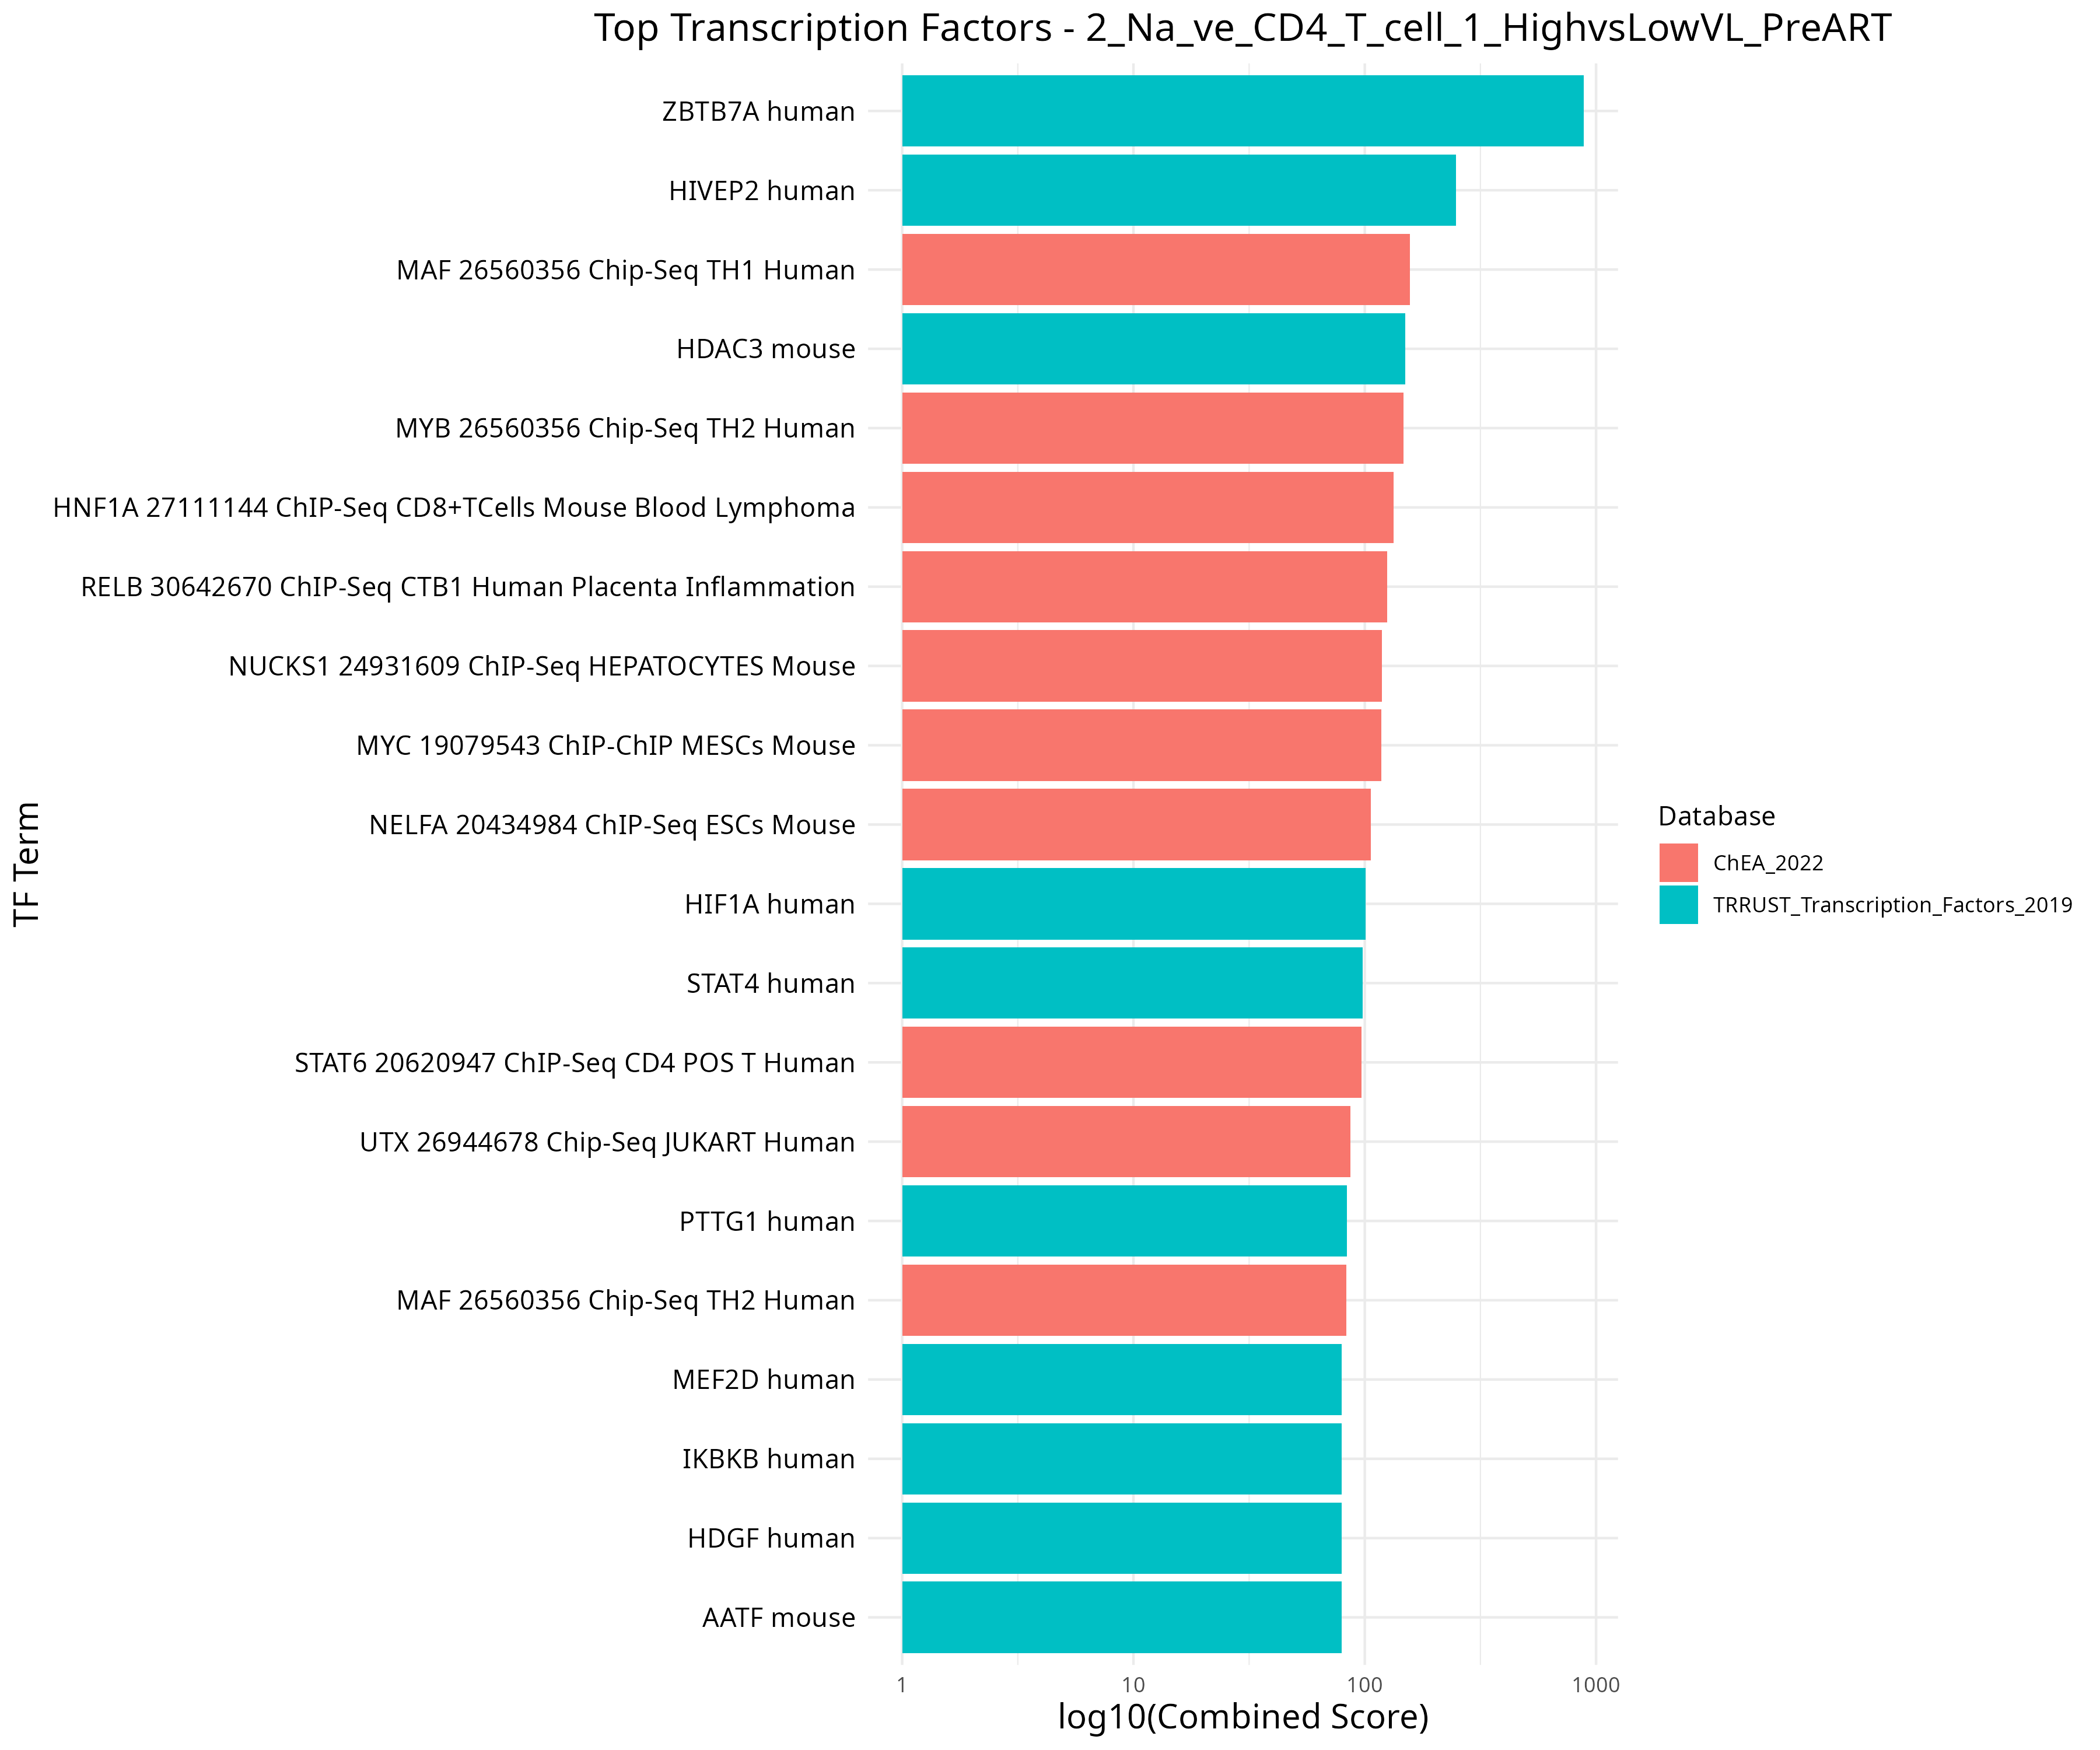 Top Transcription Factors - 2_Na_ve_CD4_T_cell_1_HighvsLowVL_PreART
ZBTB7A human
HIVEP2 human
MAF 26560356 Chip-Seq TH1 Human
HDAC3 mouse
MYB 26560356 Chip-Seq TH2 Human
HNF1A 27111144 ChIP-Seq CD8+TCells Mouse Blood Lymphoma
RELB 30642670 ChIP-Seq CTB1 Human Placenta Inflammation
NUCKS1 24931609 ChIP-Seq HEPATOCYTES Mouse
MYC 19079543 ChIP-ChIP MESCs Mouse
NELFA 20434984 ChIP-Seq ESCs Mouse
HIF1A human
STAT4 human
STAT6 20620947 ChIP-Seq CD4 POS T Human
UTX 26944678 Chip-Seq JUKART Human
PTTG1 human
MAF 26560356 Chip-Seq TH2 Human
MEF2D human
IKBKB human
HDGF human
AATF mouse
TF Term
1 10 100 1000
log10(Combined Score)
Database
ChEA_2022
TRRUST_Transcription_Factors_2019